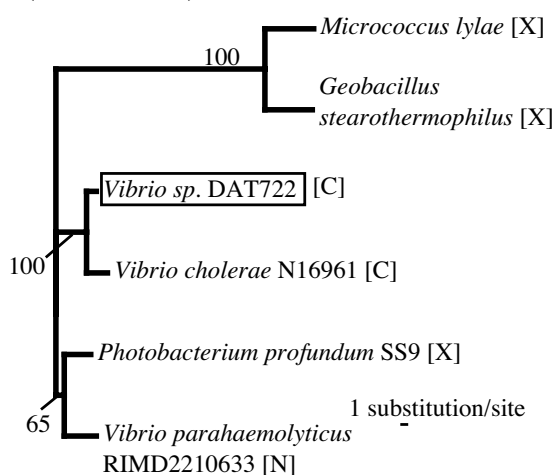 Micrococcus lylae [X]
100
Geobacillus
stearothermophilus [X]
Vibrio sp. DAT722 [C]
100
Vibrio cholerae N16961 [C]
Photobacterium profundum SS9 [X]
1 substitution/site
65
Vibrio parahaemolyticus
RIMD2210633 [N]